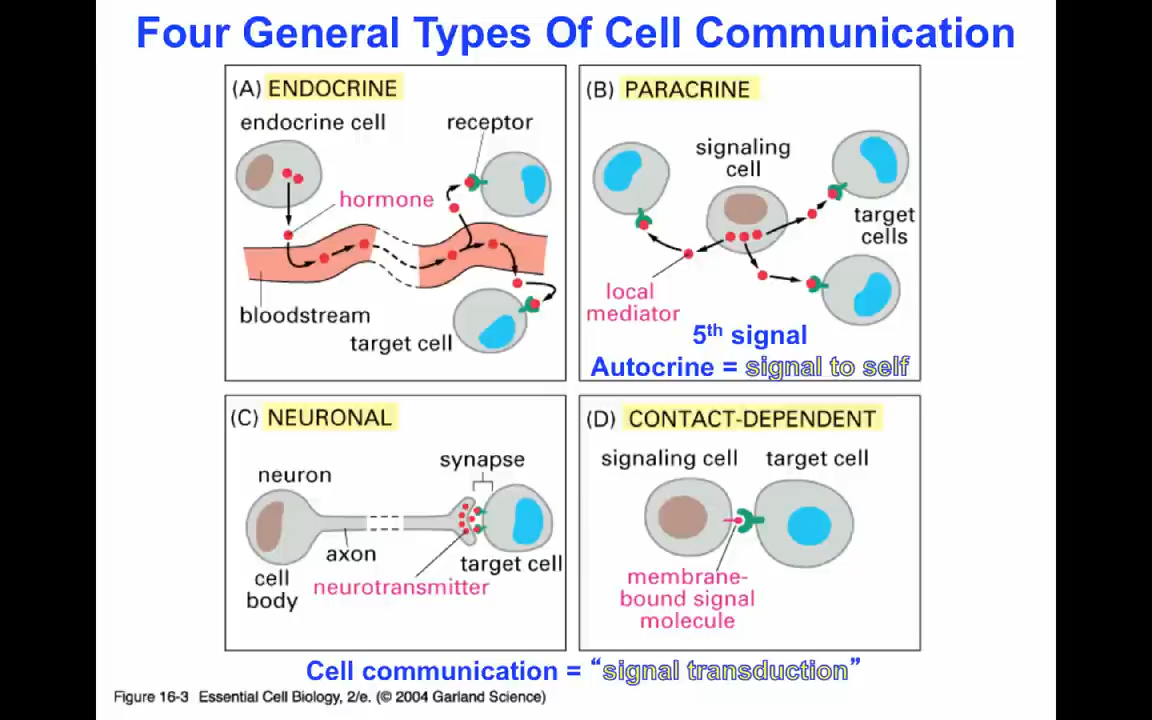 Four General Types Of Cell Communication
(A) ENDOCRINE
endocrine cell
receptor
hormone
bloodstream
target cell
(B) PARACRINE
signaling
cell
target
cells
local
mediator
5th signal
Autocrine = signal to self
(C) NEURONAL
synapse
neuron
axon
target cell
cell
body
neurotransmitter
(D) CONTACT-DEPENDENT
signaling cell
target cell
membrane-
bound signal
molecule
Cell communication = “signal transduction”
Figure 16-3 Essential Cell Biology, 2/e. (© 2004 Garland Science)